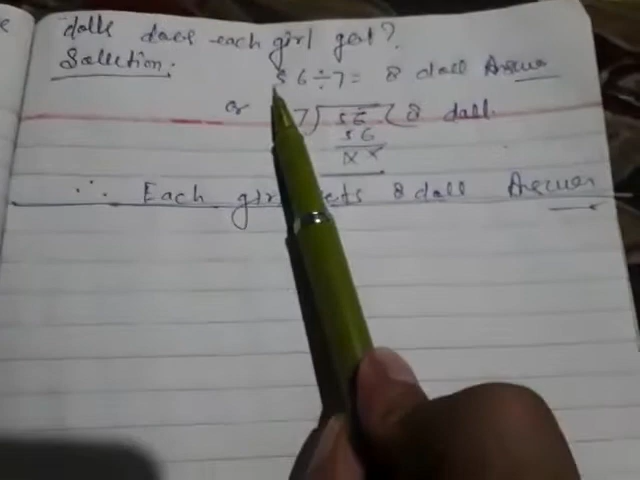 dolls does each girl get?
Solution:
56 ÷ 7 = 8 doll Answer
or 7) 56 ( 8 doll.
56
x x
∴ Each gets 8 doll Answer